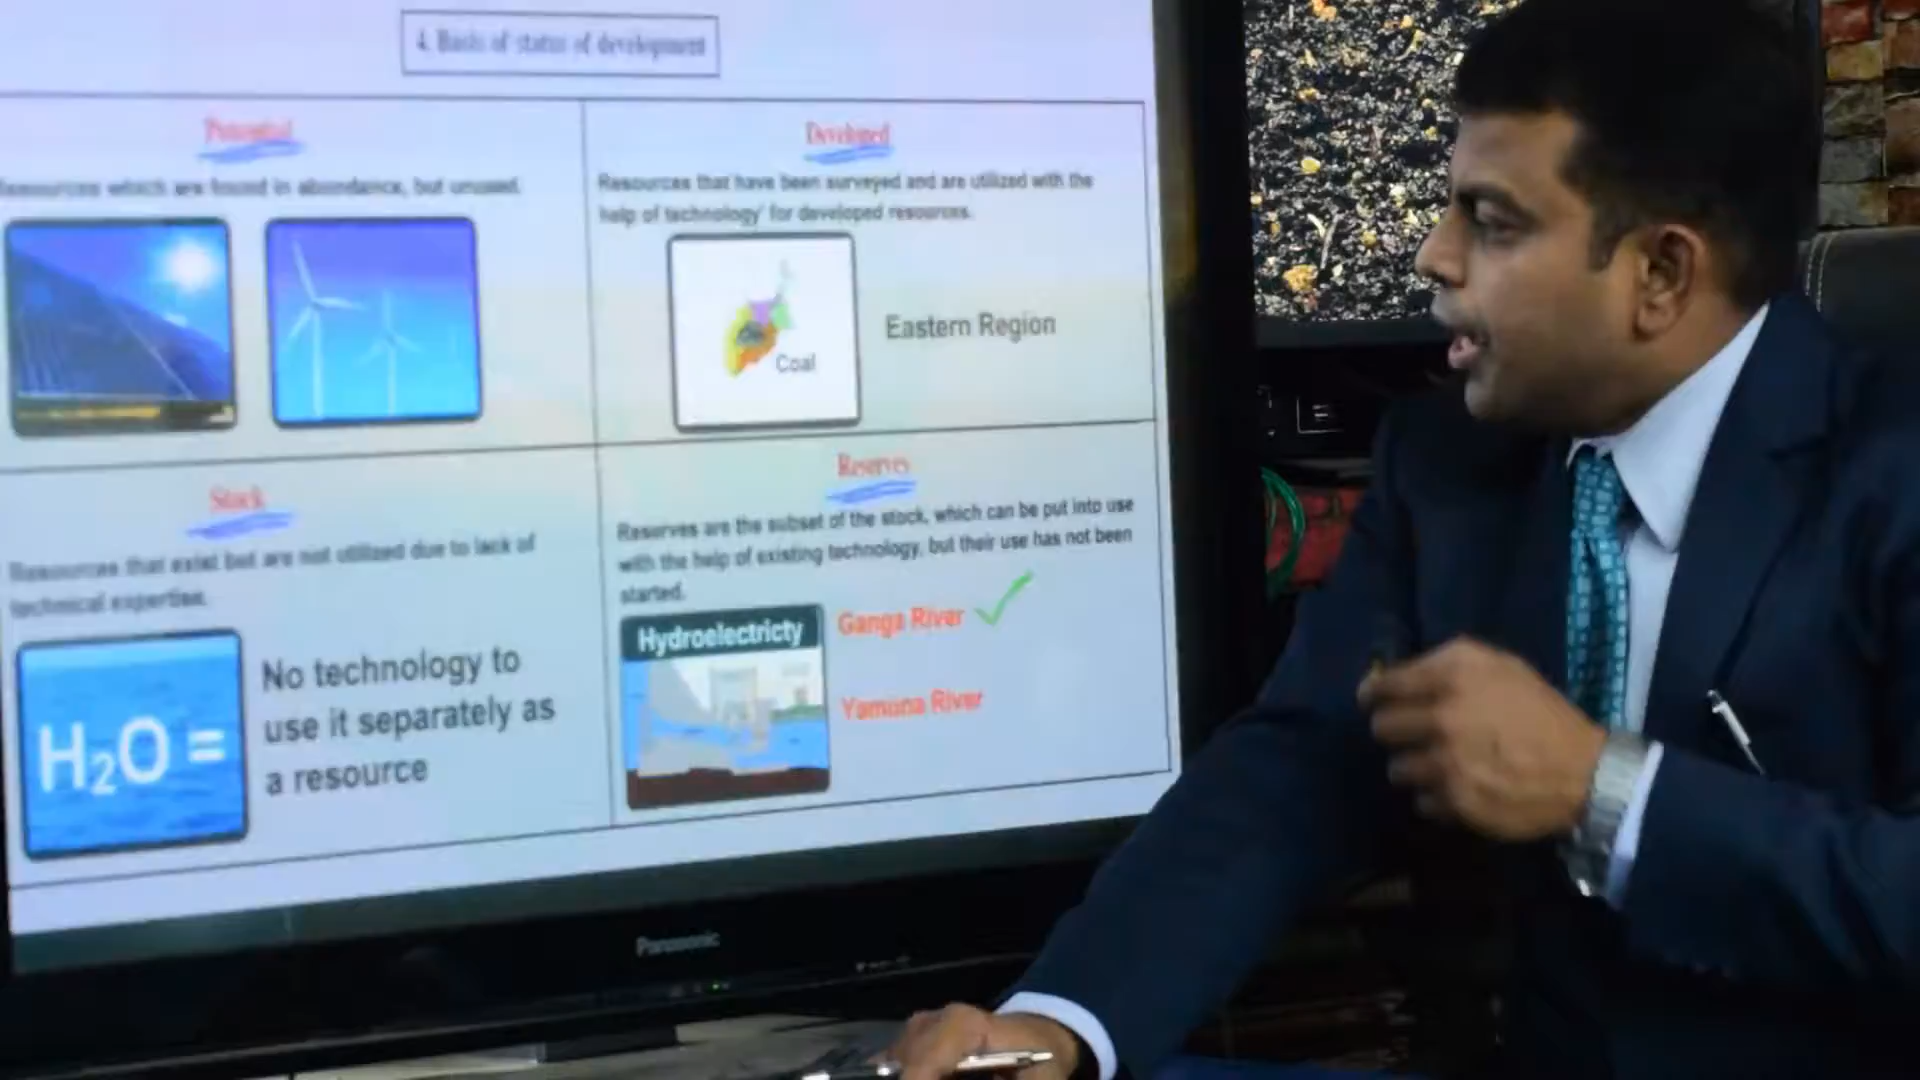 4. Basis of status of development
Potential
Resources which are found in abundance, but unused.
Developed
Resources that have been surveyed and are utilized with the
help of technology' for developed resources.
Coal
Eastern Region
Stock
Resources that exist but are not utilized due to lack of
technical expertise.
H₂O =
No technology to
use it separately as
a resource
Reserves
Reserves are the subset of the stock, which can be put into use
with the help of existing technology, but their use has not been
started.
Hydroelectricty
Ganga River
Yamuna River
Panasonic